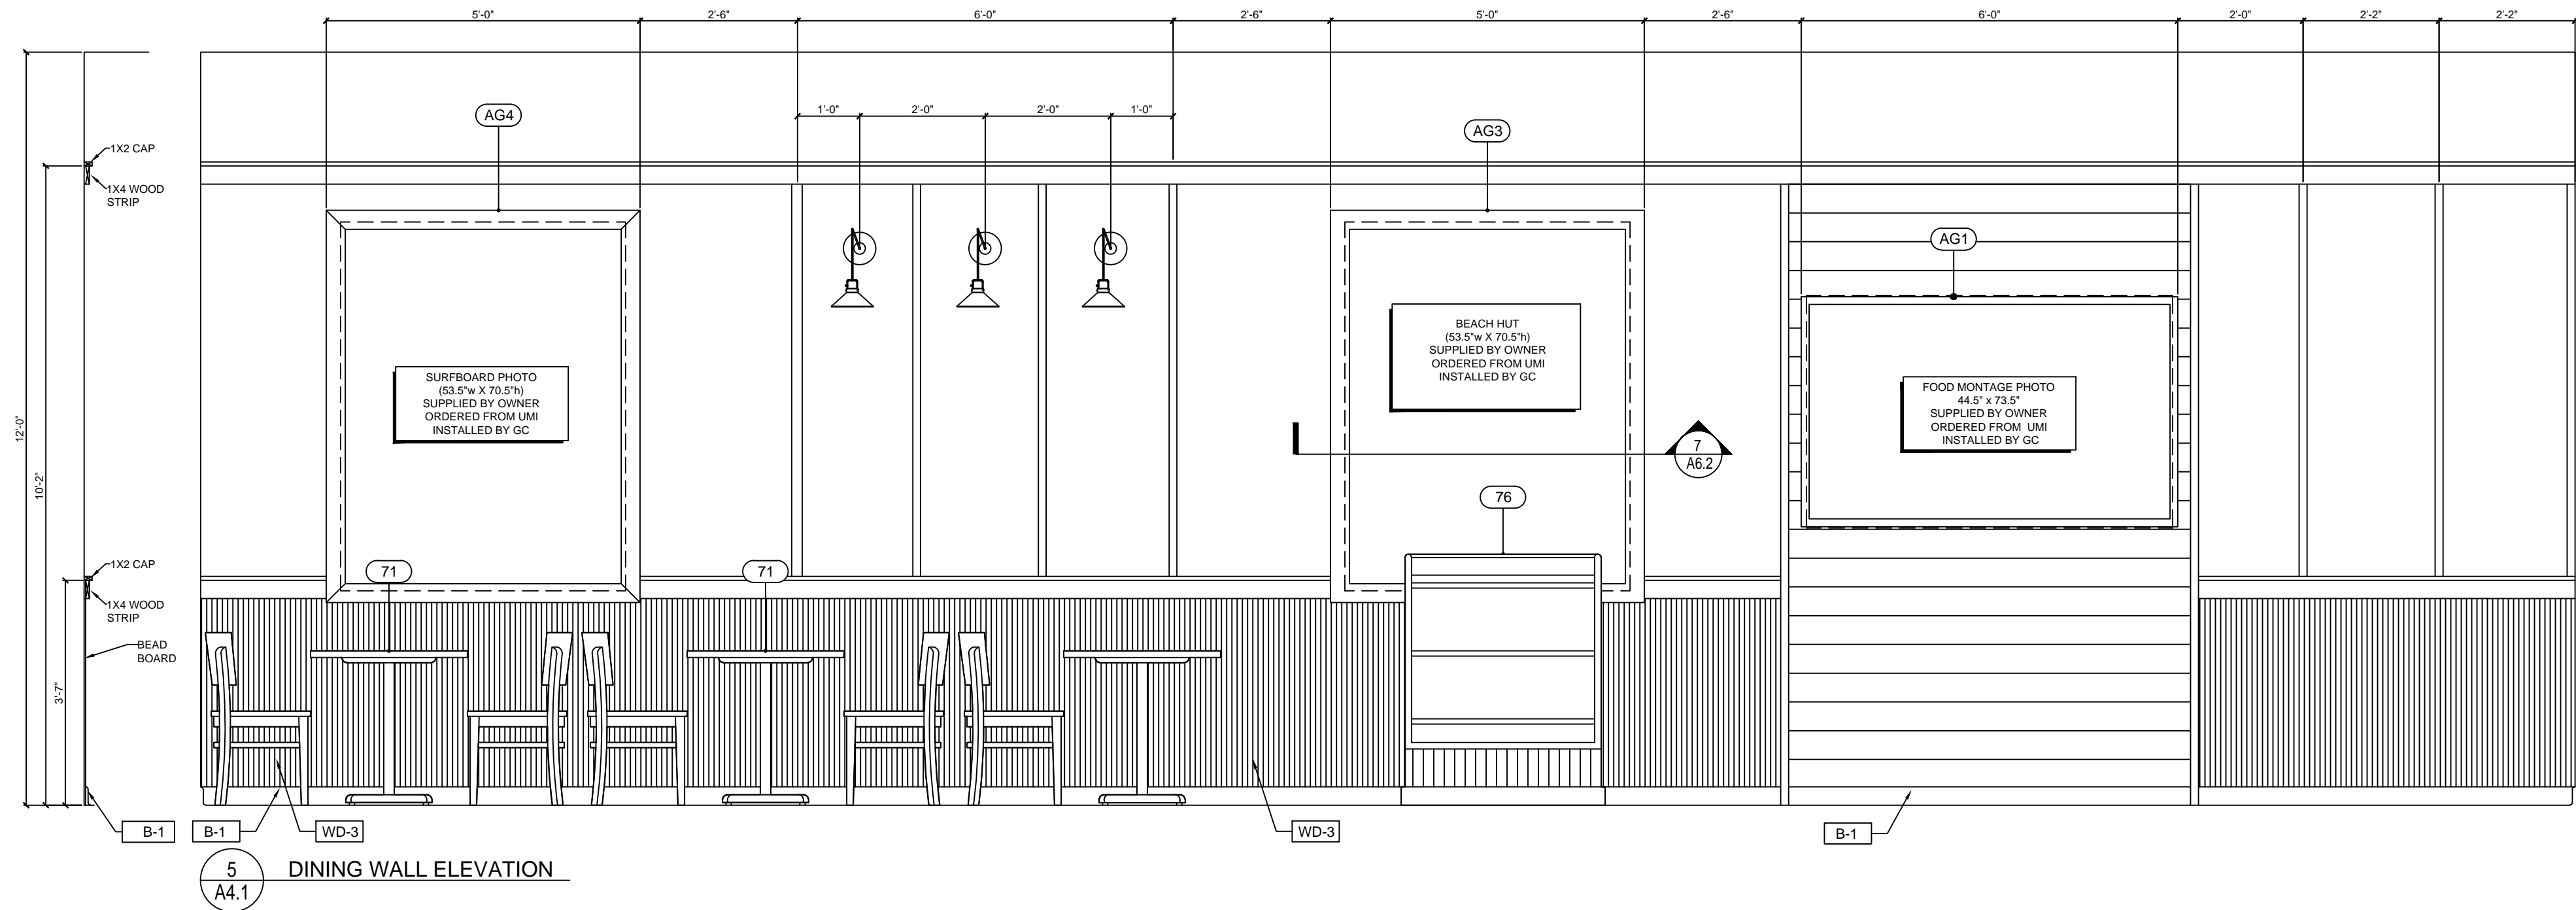 5'-0" 2'-6" 6'-0" 2'-6" 5'-0" 2'-6" 6'-0" 2'-0" 2'-2" 2'-2"
1'-0" 2'-0" 2'-0" 1'-0"
AG4
AG3
AG1
1X2 CAP
1X4 WOOD
STRIP
12'-0"
10'-2"
3'-7"
SURFBOARD PHOTO
(53.5"w X 70.5"h)
SUPPLIED BY OWNER
ORDERED FROM UMI
INSTALLED BY GC
BEACH HUT
(53.5"w X 70.5"h)
SUPPLIED BY OWNER
ORDERED FROM UMI
INSTALLED BY GC
FOOD MONTAGE PHOTO
44.5" x 73.5"
SUPPLIED BY OWNER
ORDERED FROM UMI
INSTALLED BY GC
7
A6.2
76
71
71
1X2 CAP
1X4 WOOD
STRIP
BEAD
BOARD
B-1
B-1
WD-3
WD-3
B-1
5
A4.1
DINING WALL ELEVATION